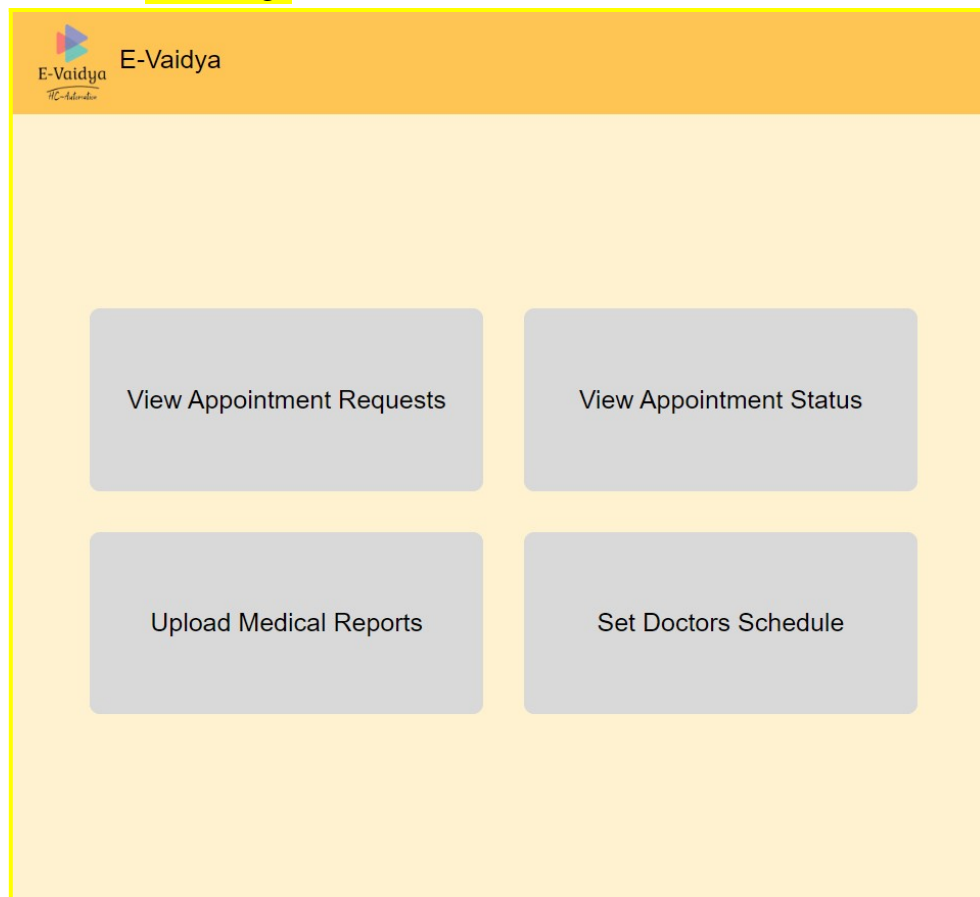 E-Vaidya
E-Vaidya
View Appointment Requests
View Appointment Status
Upload Medical Reports
Set Doctors Schedule